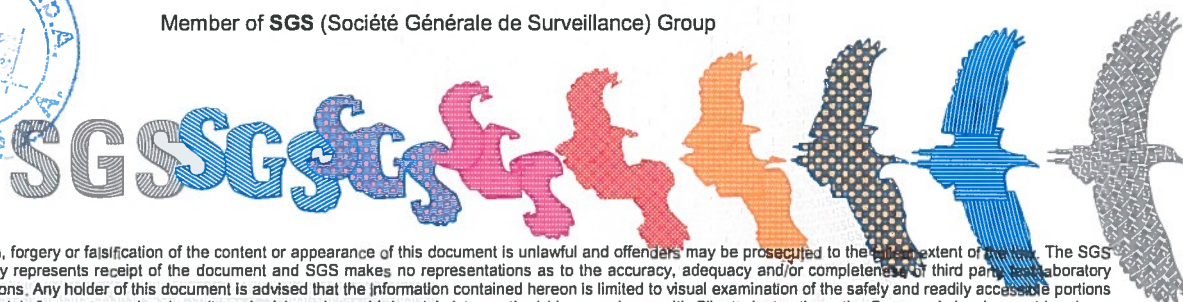 Member of SGS (Société Générale de Surveillance) Group
SGS SGS SGS
, forgery or falsification of the content or appearance of this document is unlawful and offenders may be prosecuted to the fullest extent of the law. The SGS
y represents receipt of the document and SGS makes no representations as to the accuracy, adequacy and/or completeness of third party laboratory
ons. Any holder of this document is advised that the information contained hereon is limited to visual examination of the safely and readily accessible portions